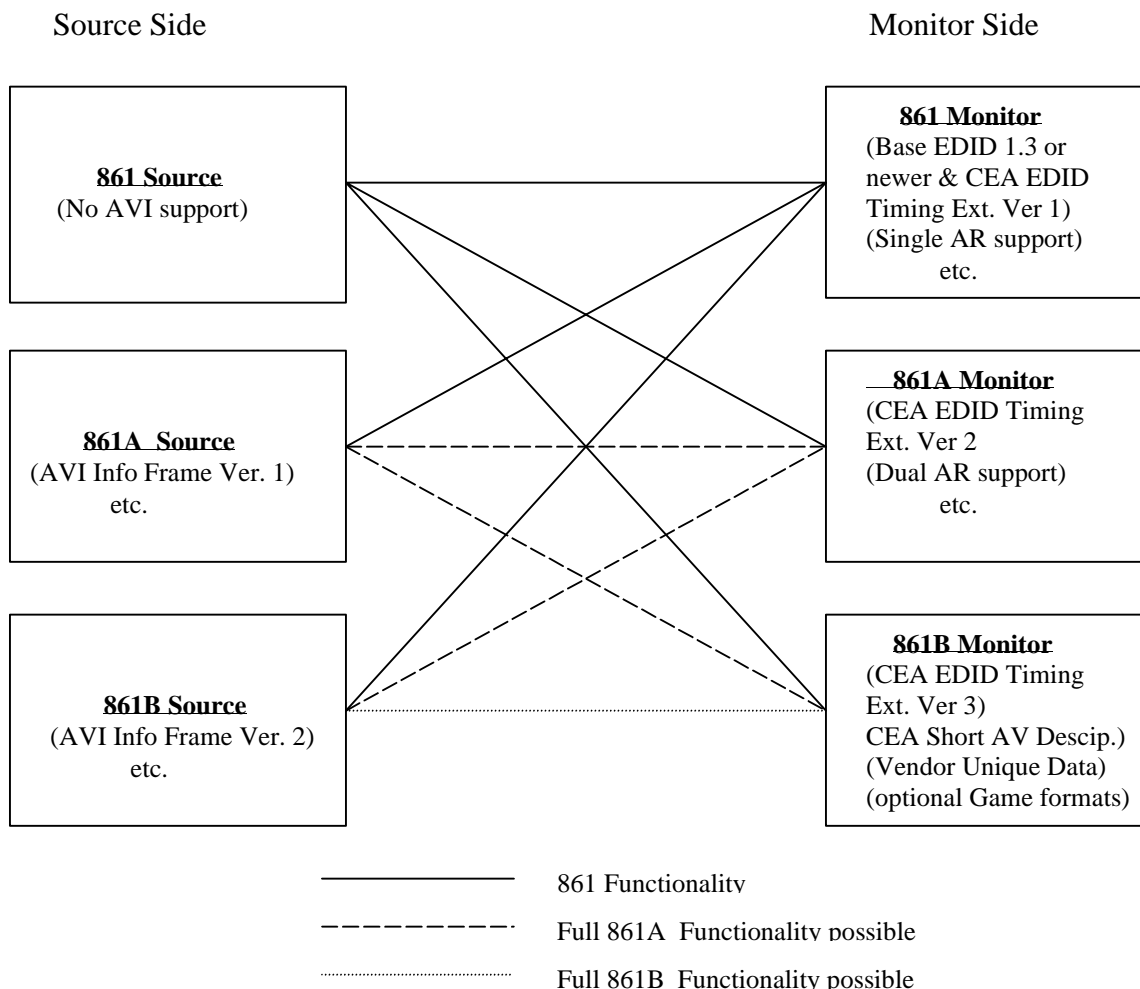 Source Side
Monitor Side
861 Source
(No AVI support)
861 Monitor
(Base EDID 1.3 or
newer & CEA EDID
Timing Ext. Ver 1)
(Single AR support)
etc.
861A Source
(AVI Info Frame Ver. 1)
etc.
861A Monitor
(CEA EDID Timing
Ext. Ver 2
(Dual AR support)
etc.
861B Source
(AVI Info Frame Ver. 2)
etc.
861B Monitor
(CEA EDID Timing
Ext. Ver 3)
CEA Short AV Descip.)
(Vendor Unique Data)
(optional Game formats)
861 Functionality
Full 861A Functionality possible
Full 861B Functionality possible